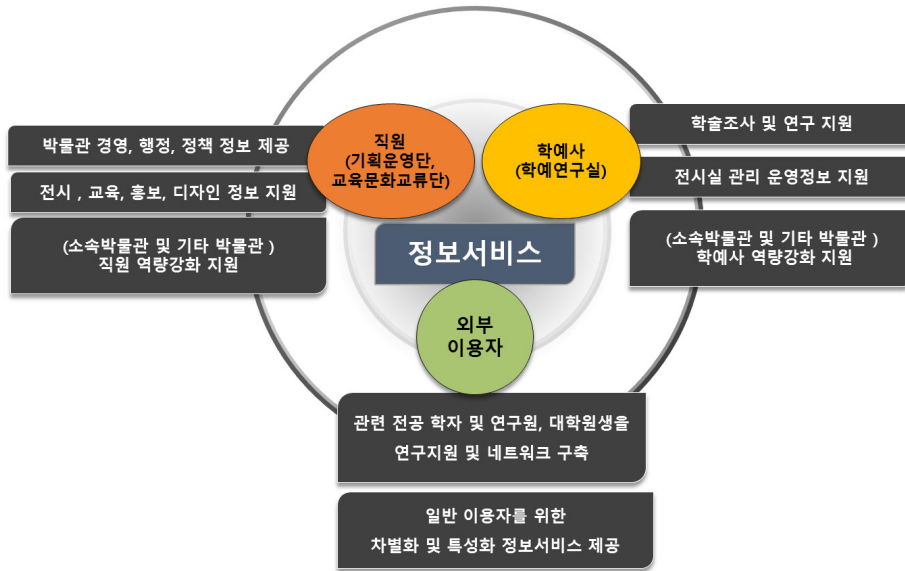 직원
(기획운영단,
교육문화교류단)
박물관 경영, 행정, 정책 정보 제공
전시 , 교육, 홍보, 디자인 정보 지원
(소속박물관 및 기타 박물관 )
직원 역량강화 지원
학예사
(학예연구실)
학술조사 및 연구 지원
전시실 관리 운영정보 지원
(소속박물관 및 기타 박물관 )
학예사 역량강화 지원
정보서비스
외부
이용자
관련 전공 학자 및 연구원, 대학원생을
연구지원 및 네트워크 구축
일반 이용자를 위한
차별화 및 특성화 정보서비스 제공